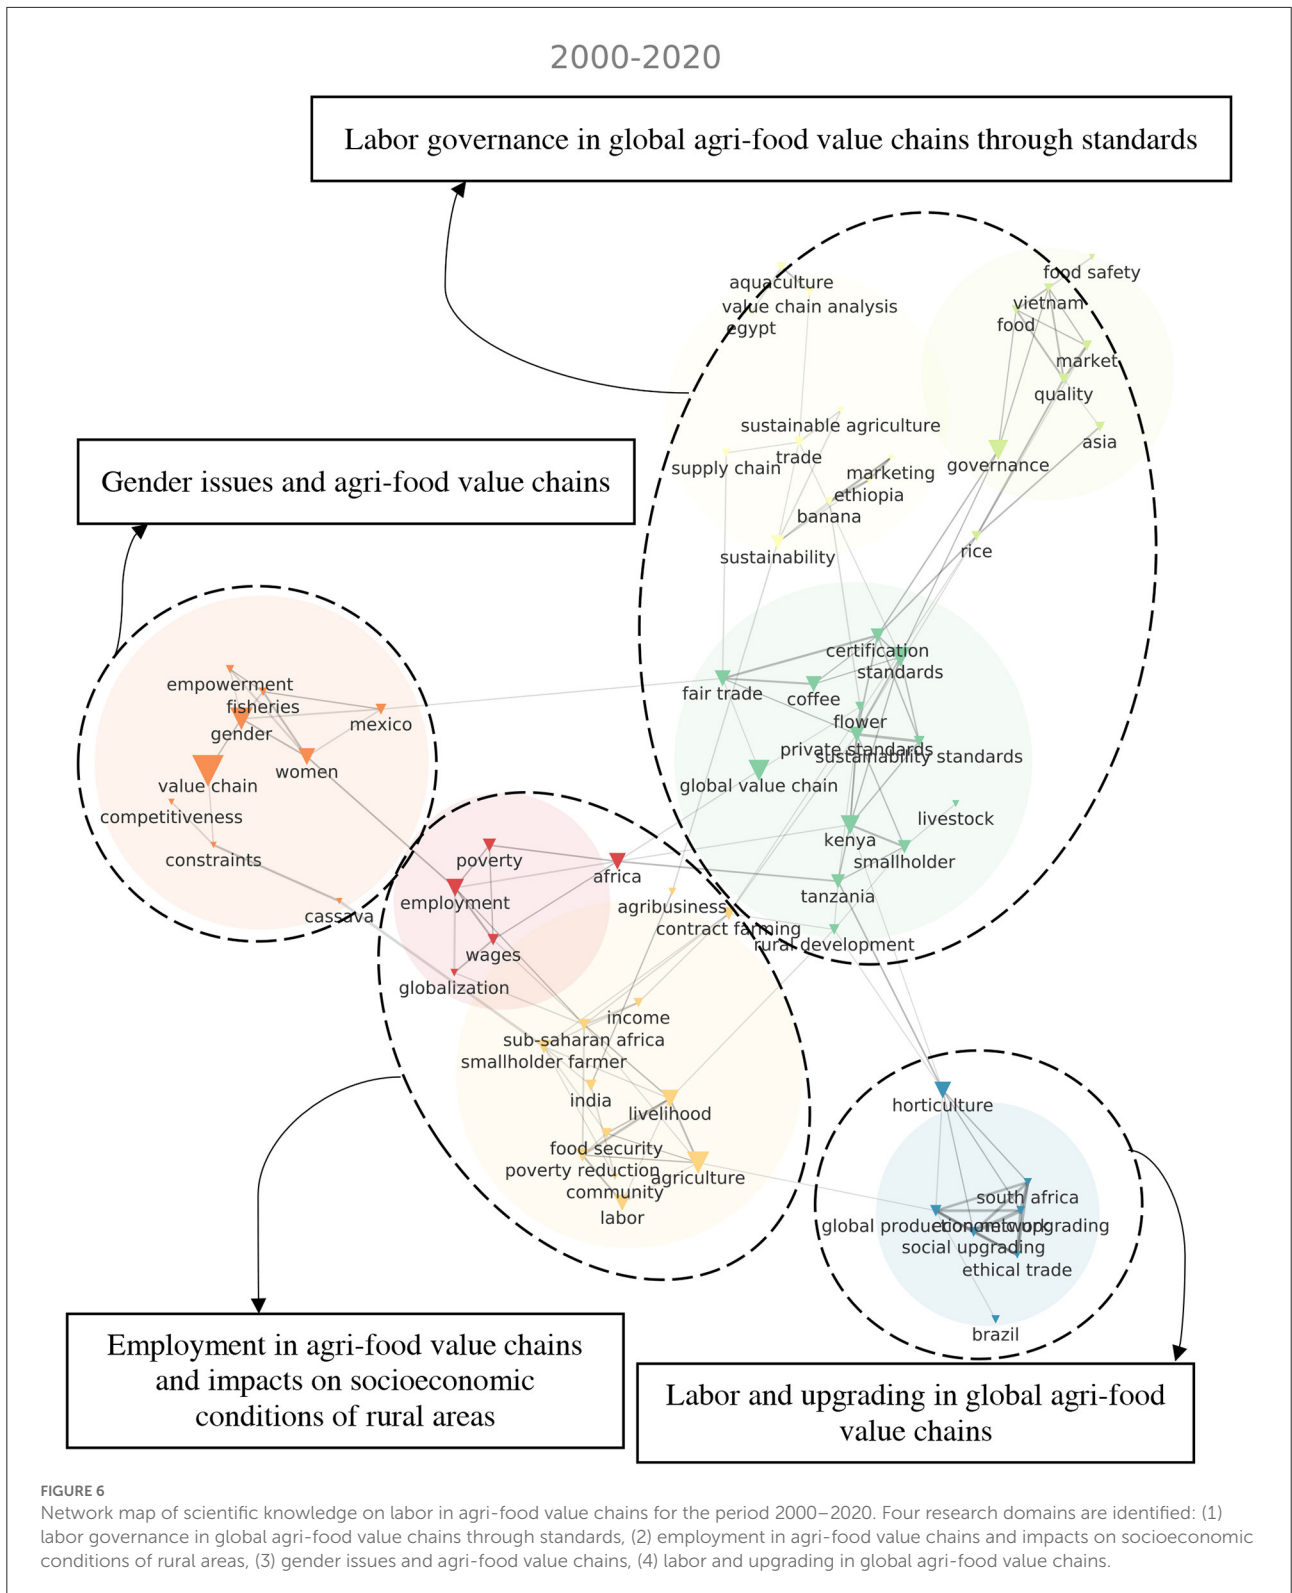 2000-2020
Labor governance in global agri-food value chains through standards
food safety
aquaculture
vietnam
value chain analysis
food
egypt
market
quality
sustainable agriculture
asia
trade
supply chain
governance
marketing
ethiopia
banana
rice
sustainability
Gender issues and agri-food value chains
certification
standards
fair trade
coffee
flower
private standards
sustainability standards
global value chain
livestock
kenya
smallholder
tanzania
rural development
empowerment
fisheries
mexico
gender
women
value chain
competitiveness
constraints
cassava
poverty
africa
employment
agribusiness
contract farming
wages
globalization
income
sub-saharan africa
smallholder farmer
india
livelihood
food security
poverty reduction
agriculture
community
labor
horticulture
south africa
global production network
economic upgrading
social upgrading
ethical trade
brazil
Employment in agri-food value chains
and impacts on socioeconomic
conditions of rural areas
Labor and upgrading in global agri-food
value chains
FIGURE 6
Network map of scientific knowledge on labor in agri-food value chains for the period 2000–2020. Four research domains are identified: (1)
labor governance in global agri-food value chains through standards, (2) employment in agri-food value chains and impacts on socioeconomic
conditions of rural areas, (3) gender issues and agri-food value chains, (4) labor and upgrading in global agri-food value chains.